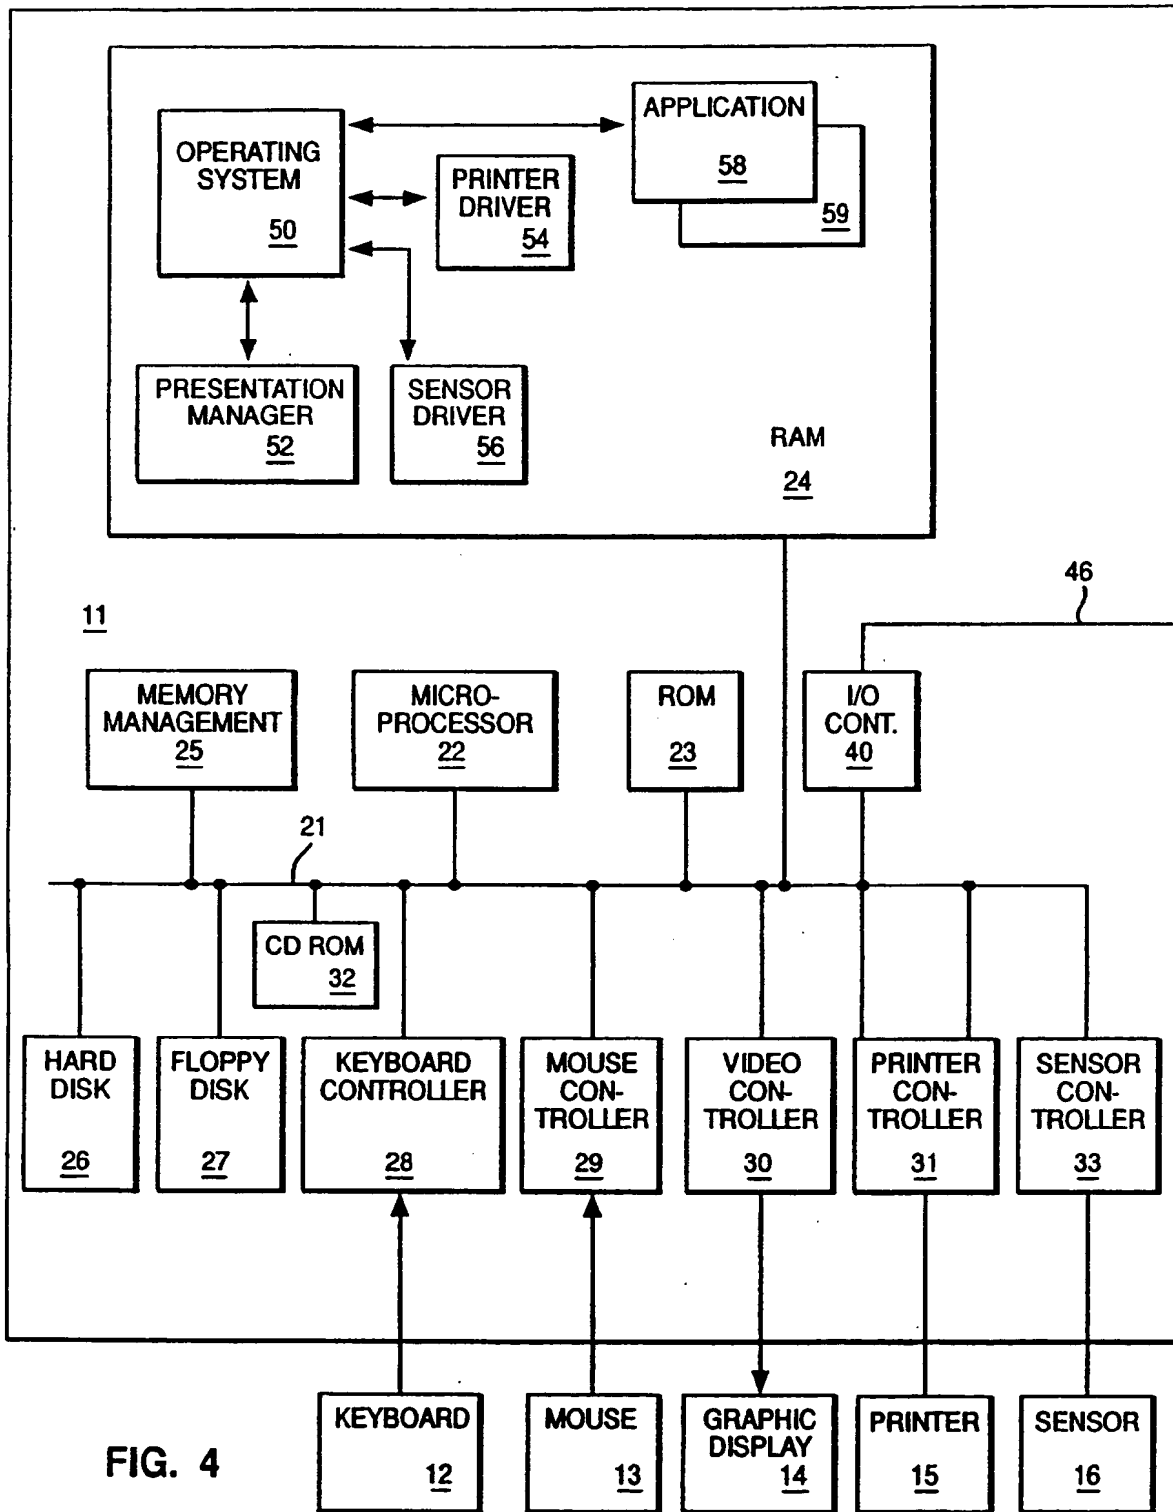 OPERATING
SYSTEM
50
APPLICATION
58
59
PRINTER
DRIVER
54
PRESENTATION
MANAGER
52
SENSOR
DRIVER
56
RAM
24
46
11
MEMORY
MANAGEMENT
25
MICRO-
PROCESSOR
22
ROM
23
I/O
CONT.
40
21
CD ROM
32
HARD
DISK
26
FLOPPY
DISK
27
KEYBOARD
CONTROLLER
28
MOUSE
CON-
TROLLER
29
VIDEO
CON-
TROLLER
30
PRINTER
CON-
TROLLER
31
SENSOR
CON-
TROLLER
33
KEYBOARD
12
MOUSE
13
GRAPHIC
DISPLAY
14
PRINTER
15
SENSOR
16
FIG. 4